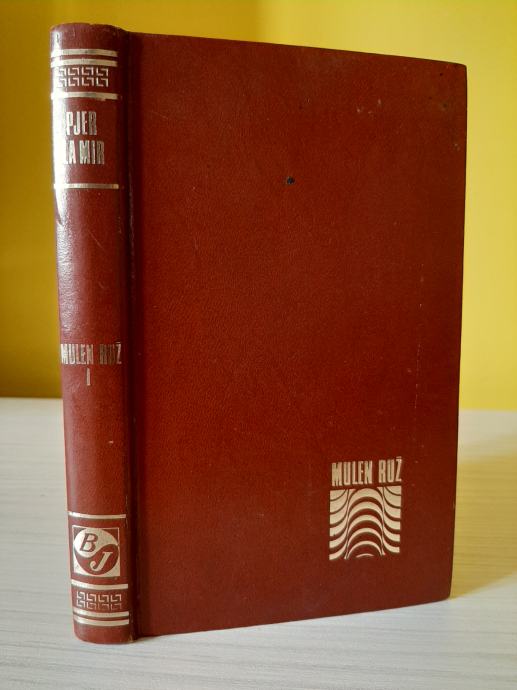 PJER
LA MIR
MULEN RUŽ
I
BJ
MULEN RUŽ